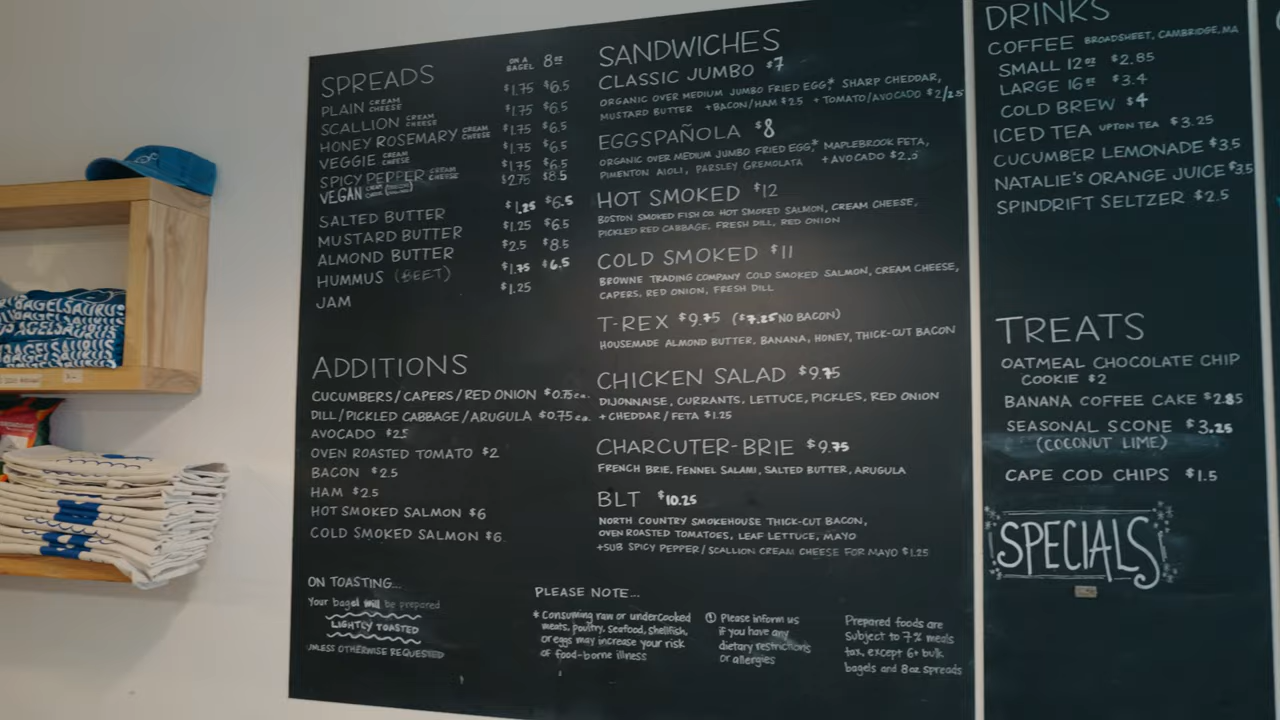 SPREADS ON A BAGEL 8oz
PLAIN CREAM CHEESE $1.75 $6.5
SCALLION CREAM CHEESE $1.75 $6.5
HONEY ROSEMARY CREAM CHEESE $1.75 $6.5
VEGGIE CREAM CHEESE $1.75 $6.5
SPICY PEPPER CREAM CHEESE $1.75 $6.5
VEGAN $2.75 $8.5
SALTED BUTTER $1.25 $6.5
MUSTARD BUTTER $1.25 $6.5
ALMOND BUTTER $2.5 $8.5
HUMMUS (BEET) $1.75 $6.5
JAM $1.25
ADDITIONS
CUCUMBERS/CAPERS/RED ONION $0.75 ea.
DILL/PICKLED CABBAGE/ARUGULA $0.75 ea.
AVOCADO $2.5
OVEN ROASTED TOMATO $2
BACON $2.5
HAM $2.5
HOT SMOKED SALMON $6
COLD SMOKED SALMON $6
ON TOASTING...
Your bagel will be prepared
LIGHTLY TOASTED
UNLESS OTHERWISE REQUESTED
SANDWICHES
CLASSIC JUMBO $7
ORGANIC OVER MEDIUM JUMBO FRIED EGG,* SHARP CHEDDAR,
MUSTARD BUTTER +BACON/HAM $2.5 +TOMATO/AVOCADO $2/2.5
EGGSPAÑOLA $8
ORGANIC OVER MEDIUM JUMBO FRIED EGG,* MAPLEBROOK FETA,
PIMENTON AIOLI, PARSLEY GREMOLATA +AVOCADO $2.5
HOT SMOKED $12
BOSTON SMOKED FISH CO. HOT SMOKED SALMON, CREAM CHEESE,
PICKLED RED CABBAGE, FRESH DILL, RED ONION
COLD SMOKED $11
BROWNE TRADING COMPANY COLD SMOKED SALMON, CREAM CHEESE,
CAPERS, RED ONION, FRESH DILL
T-REX $9.75 ($7.25 NO BACON)
HOUSEMADE ALMOND BUTTER, BANANA, HONEY, THICK-CUT BACON
CHICKEN SALAD $9.75
DIJONNAISE, CURRANTS, LETTUCE, PICKLES, RED ONION
+CHEDDAR/FETA $1.25
CHARCUTER-BRIE $9.75
FRENCH BRIE, FENNEL SALAMI, SALTED BUTTER, ARUGULA
BLT $10.25
NORTH COUNTRY SMOKEHOUSE THICK-CUT BACON,
OVEN ROASTED TOMATOES, LEAF LETTUCE, MAYO
+SUB SPICY PEPPER/SCALLION CREAM CHEESE FOR MAYO $1.25
PLEASE NOTE...
* Consuming raw or undercooked
meats, poultry, seafood, shellfish,
or eggs may increase your risk
of food-borne illness
Please inform us
if you have any
dietary restrictions
or allergies
Prepared foods are
subject to 7% meals
tax, except 6+ bulk
bagels and 8oz spreads
DRINKS
COFFEE BROADSHEET, CAMBRIDGE, MA
SMALL 12oz $2.85
LARGE 16oz $3.4
COLD BREW $4
ICED TEA UPTON TEA $3.25
CUCUMBER LEMONADE $3.5
NATALIE'S ORANGE JUICE $3.5
SPINDRIFT SELTZER $2.5
TREATS
OATMEAL CHOCOLATE CHIP
COOKIE $2
BANANA COFFEE CAKE $2.85
SEASONAL SCONE $3.25
(COCONUT LIME)
CAPE COD CHIPS $1.5
SPECIALS
BAGELSAURUS